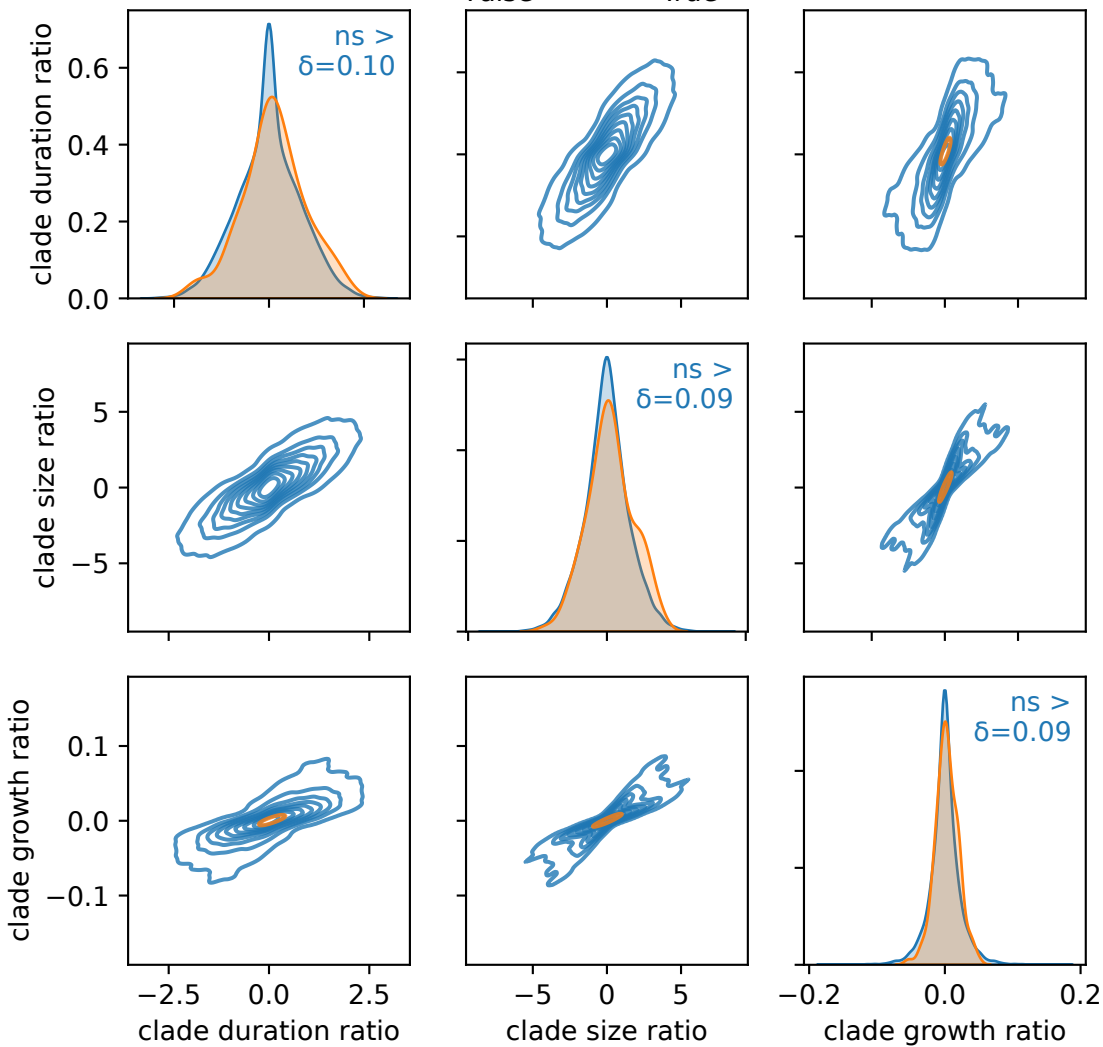 clade duration ratio
0.6
0.4
0.2
0.0
ns >
δ=0.10
clade size ratio
5
0
−5
ns >
δ=0.09
clade growth ratio
0.1
0.0
−0.1
ns >
δ=0.09
−2.5
0.0
2.5
−5
0
5
−0.2
0.0
0.2
clade duration ratio
clade size ratio
clade growth ratio